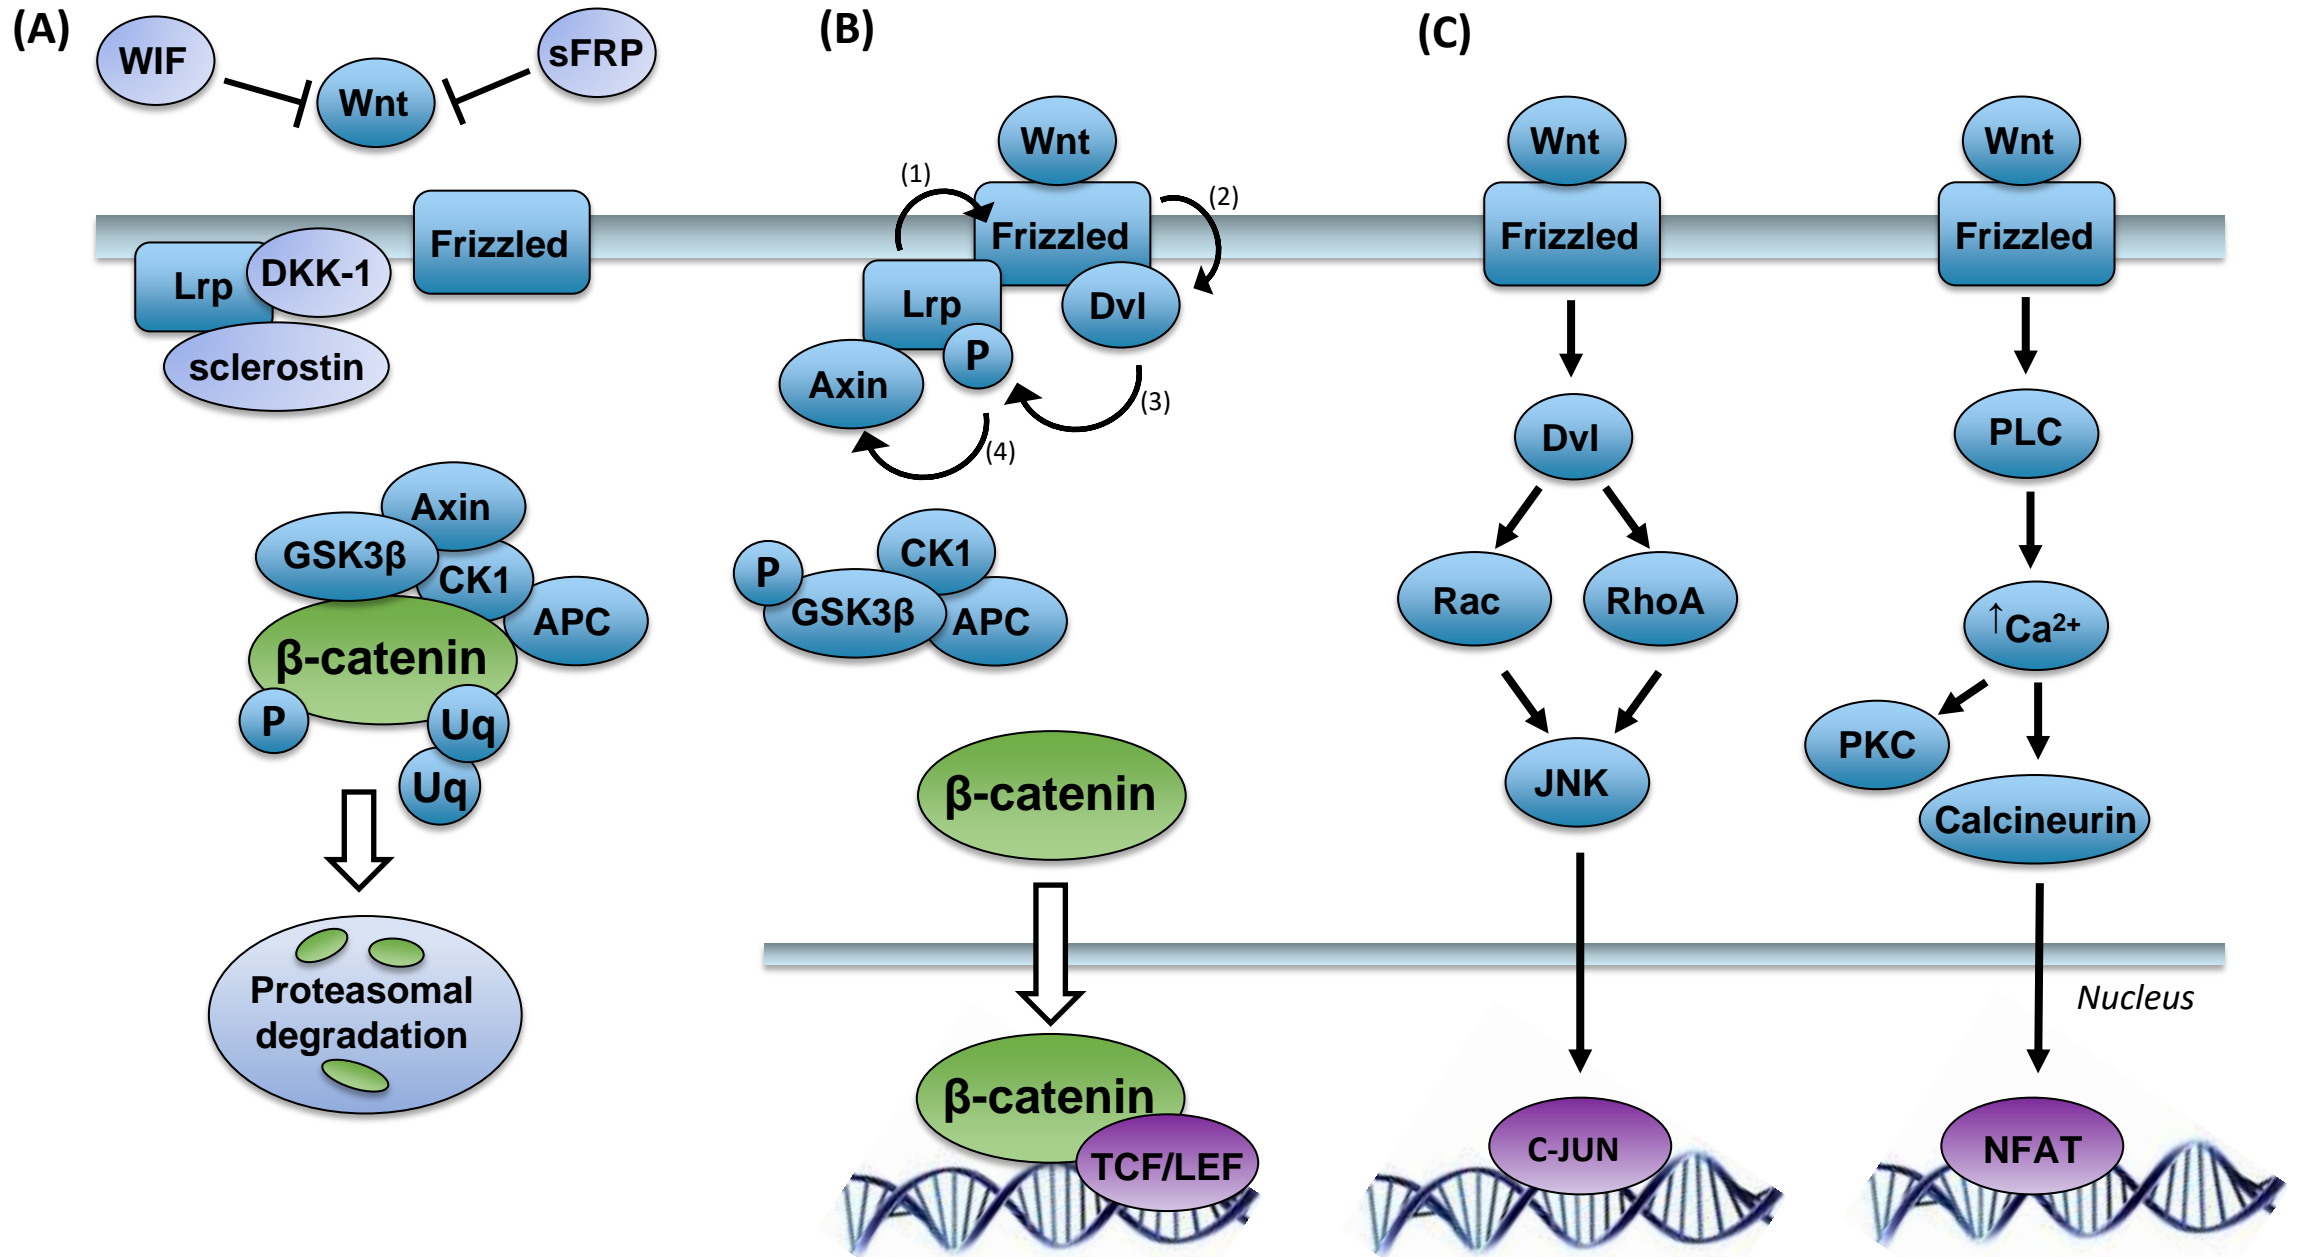 (A)
WIF
Wnt
sFRP
Lrp
DKK-1
sclerostin
Frizzled
Axin
GSK3β
CK1
APC
β-catenin
P
Uq
Uq
Proteasomal
degradation
(B)
Wnt
(1)
Frizzled
(2)
Lrp
Dvl
P
Axin
(3)
(4)
P
CK1
GSK3β
APC
β-catenin
β-catenin
TCF/LEF
(C)
Wnt
Frizzled
Dvl
Rac
RhoA
JNK
C-JUN
Wnt
Frizzled
PLC
↑Ca²⁺
PKC
Calcineurin
Nucleus
NFAT